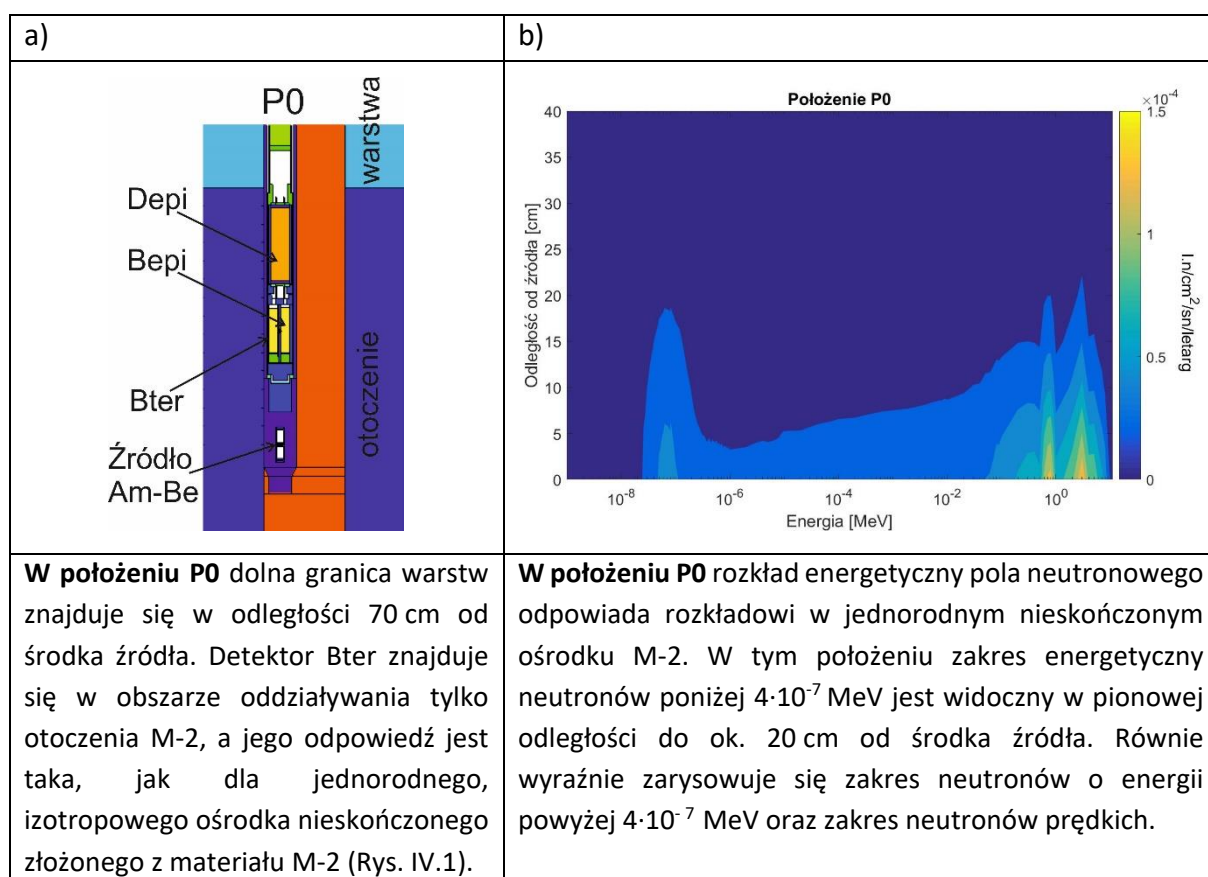 a)
b)
P0
warstwa
Depi
Bepi
otoczenie
Bter
Źródło
Am-Be
Położenie P0
×10⁻⁴
40
35
30
25
20
15
10
5
0
Odległość od źródła [cm]
10⁻⁸
10⁻⁶
10⁻⁴
10⁻²
10⁰
Energia [MeV]
1.5
1
0.5
0
I.n/cm²/sn/letarg
W położeniu P0 dolna granica warstw
znajduje się w odległości 70 cm od
środka źródła. Detektor Bter znajduje
się w obszarze oddziaływania tylko
otoczenia M-2, a jego odpowiedź jest
taka, jak dla jednorodnego,
izotropowego ośrodka nieskończonego
złożonego z materiału M-2 (Rys. IV.1).
W położeniu P0 rozkład energetyczny pola neutronowego
odpowiada rozkładowi w jednorodnym nieskończonym
ośrodku M-2. W tym położeniu zakres energetyczny
neutronów poniżej 4·10⁻⁷ MeV jest widoczny w pionowej
odległości do ok. 20 cm od środka źródła. Równie
wyraźnie zarysowuje się zakres neutronów o energii
powyżej 4·10⁻ ⁷ MeV oraz zakres neutronów prędkich.